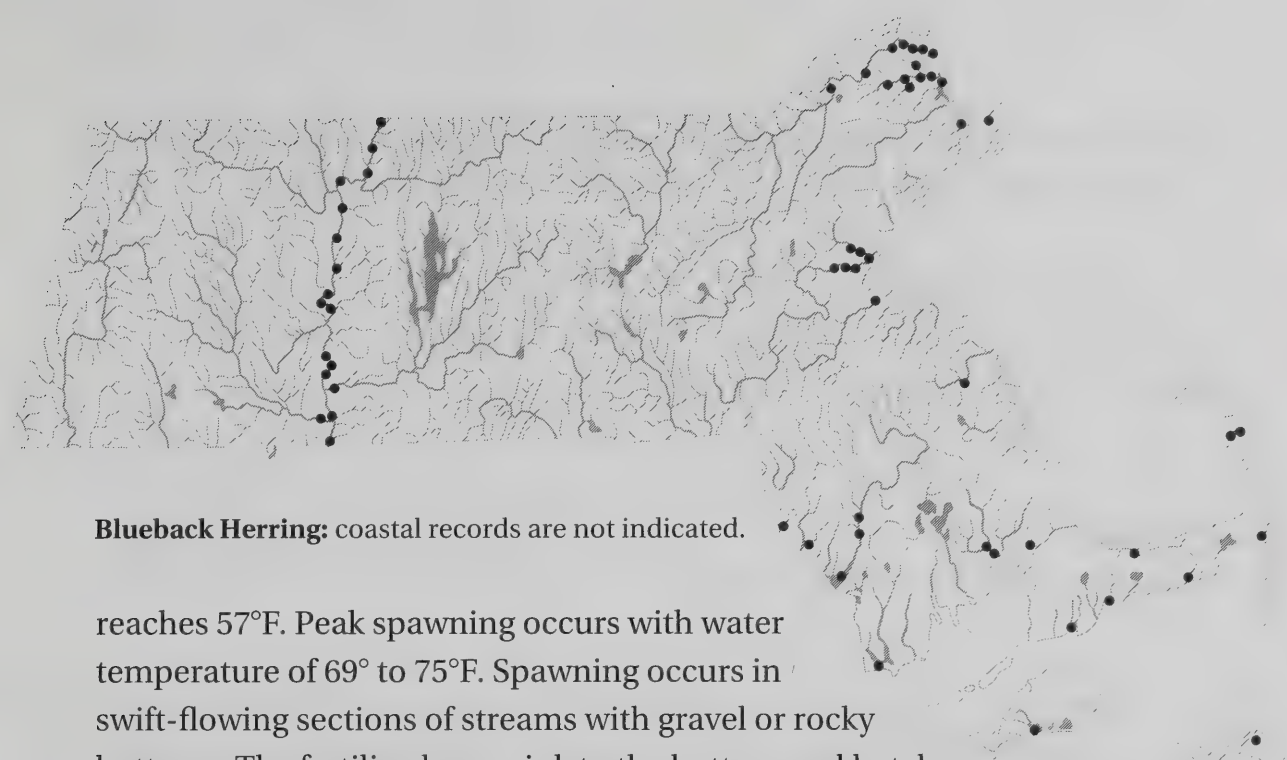 Blueback Herring: coastal records are not indicated.
reaches 57°F. Peak spawning occurs with water
temperature of 69° to 75°F. Spawning occurs in
swift-flowing sections of streams with gravel or rocky